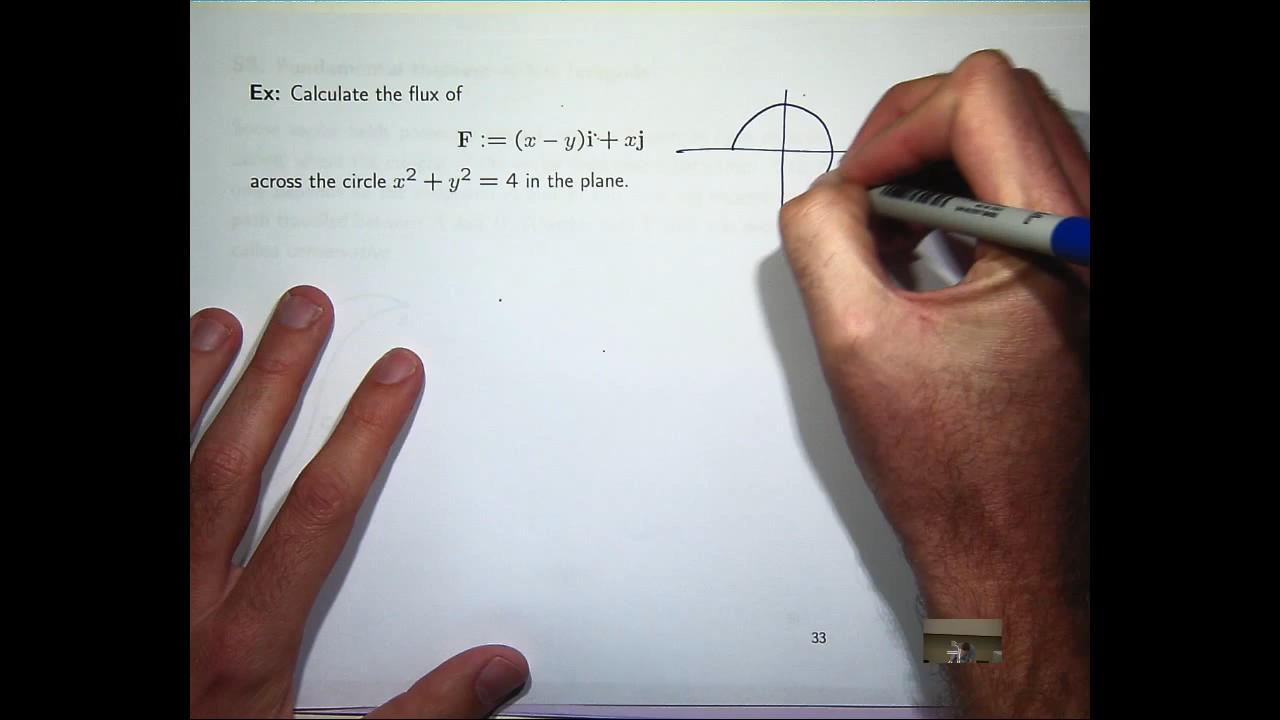 Ex: Calculate the flux of
F := (x − y)i + xj
across the circle x² + y² = 4 in the plane.
33